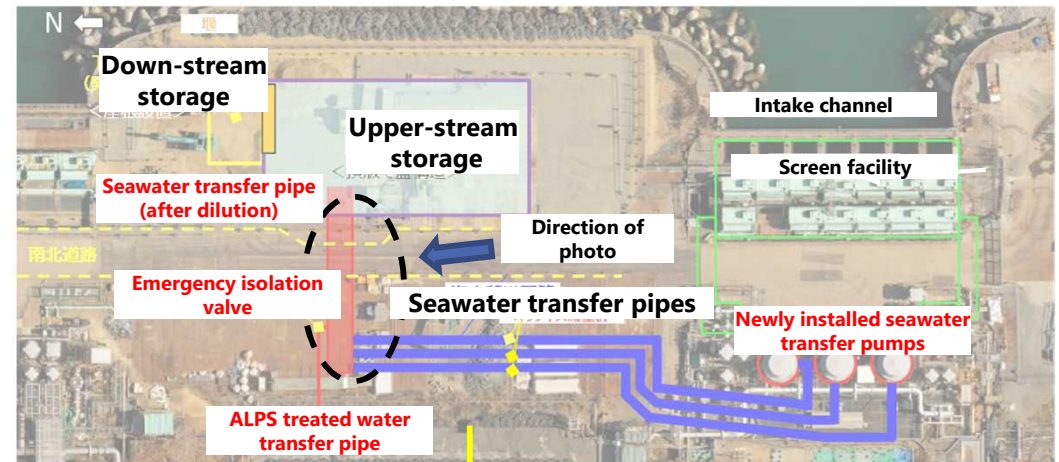 N
堰
Down-stream
storage
Upper-stream
storage
Intake channel
Screen facility
Seawater transfer pipe
(after dilution)
Direction of
photo
南北道路
Emergency isolation
valve
Seawater transfer pipes
Newly installed seawater
transfer pumps
ALPS treated water
transfer pipe